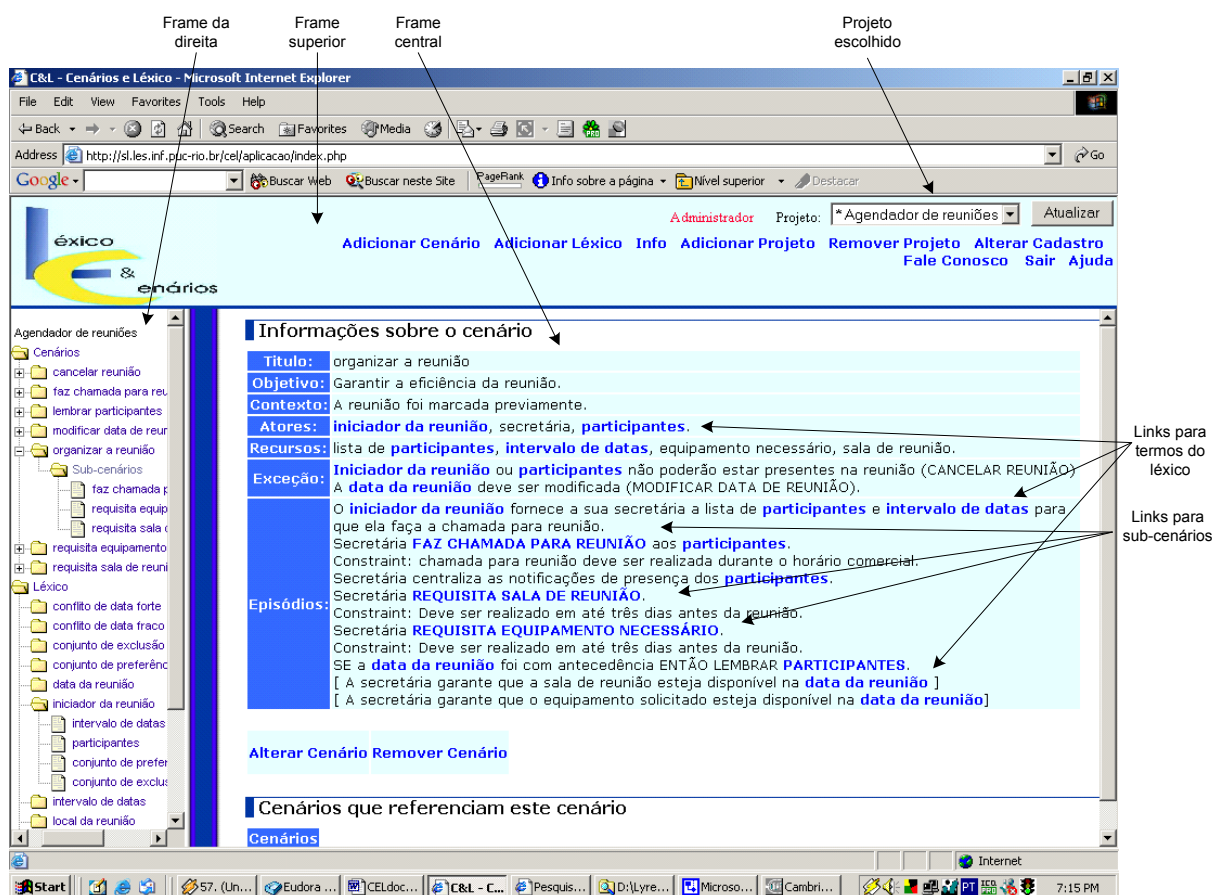 Frame da
direita
Frame
superior
Frame
central
Projeto
escolhido
C&L - Cenários e Léxico - Microsoft Internet Explorer
File Edit View Favorites Tools Help
Back Search Favorites Media
Address http://sl.les.inf.puc-rio.br/cel/aplicacao/index.php Go
Google Buscar Web Buscar neste Site PageRank Info sobre a página Nível superior Destacar
Administrador Projeto: * Agendador de reuniões Atualizar
éxico
&
enários
Adicionar Cenário Adicionar Léxico Info Adicionar Projeto Remover Projeto Alterar Cadastro
Fale Conosco Sair Ajuda
Agendador de reuniões
Cenários
cancelar reunião
faz chamada para reu
lembrar participantes
modificar data de reur
organizar a reunião
Sub-cenários
faz chamada p
requisita equip
requisita sala d
requisita equipamento
requisita sala de reuni
Léxico
conflito de data forte
conflito de data fraco
conjunto de exclusão
conjunto de preferênc
data da reunião
iniciador da reunião
intervalo de datas
participantes
conjunto de prefer
conjunto de exclus
intervalo de datas
local da reunião
Informações sobre o cenário
Titulo: organizar a reunião
Objetivo: Garantir a eficiência da reunião.
Contexto: A reunião foi marcada previamente.
Atores: iniciador da reunião, secretária, participantes.
Recursos: lista de participantes, intervalo de datas, equipamento necessário, sala de reunião.
Exceção: Iniciador da reunião ou participantes não poderão estar presentes na reunião (CANCELAR REUNIÃO)
A data da reunião deve ser modificada (MODIFICAR DATA DE REUNIÃO).
Episódios: O iniciador da reunião fornece a sua secretária a lista de participantes e intervalo de datas para
que ela faça a chamada para reunião.
Secretária FAZ CHAMADA PARA REUNIÃO aos participantes.
Constraint: chamada para reunião deve ser realizada durante o horário comercial.
Secretária centraliza as notificações de presença dos participantes.
Secretária REQUISITA SALA DE REUNIÃO.
Constraint: Deve ser realizado em até três dias antes da reunião.
Secretária REQUISITA EQUIPAMENTO NECESSÁRIO.
Constraint: Deve ser realizado em até três dias antes da reunião.
SE a data da reunião foi com antecedência ENTÃO LEMBRAR PARTICIPANTES.
[ A secretária garante que a sala de reunião esteja disponível na data da reunião ]
[ A secretária garante que o equipamento solicitado esteja disponível na data da reunião]
Alterar Cenário Remover Cenário
Cenários que referenciam este cenário
Cenários
Links para
termos do
léxico
Links para
sub-cenários
Internet
Start 57. (Un... Eudora ... CELdoc... C&L - C... Pesquis... D:\Lyre... Microso... Cambri... PT 7:15 PM